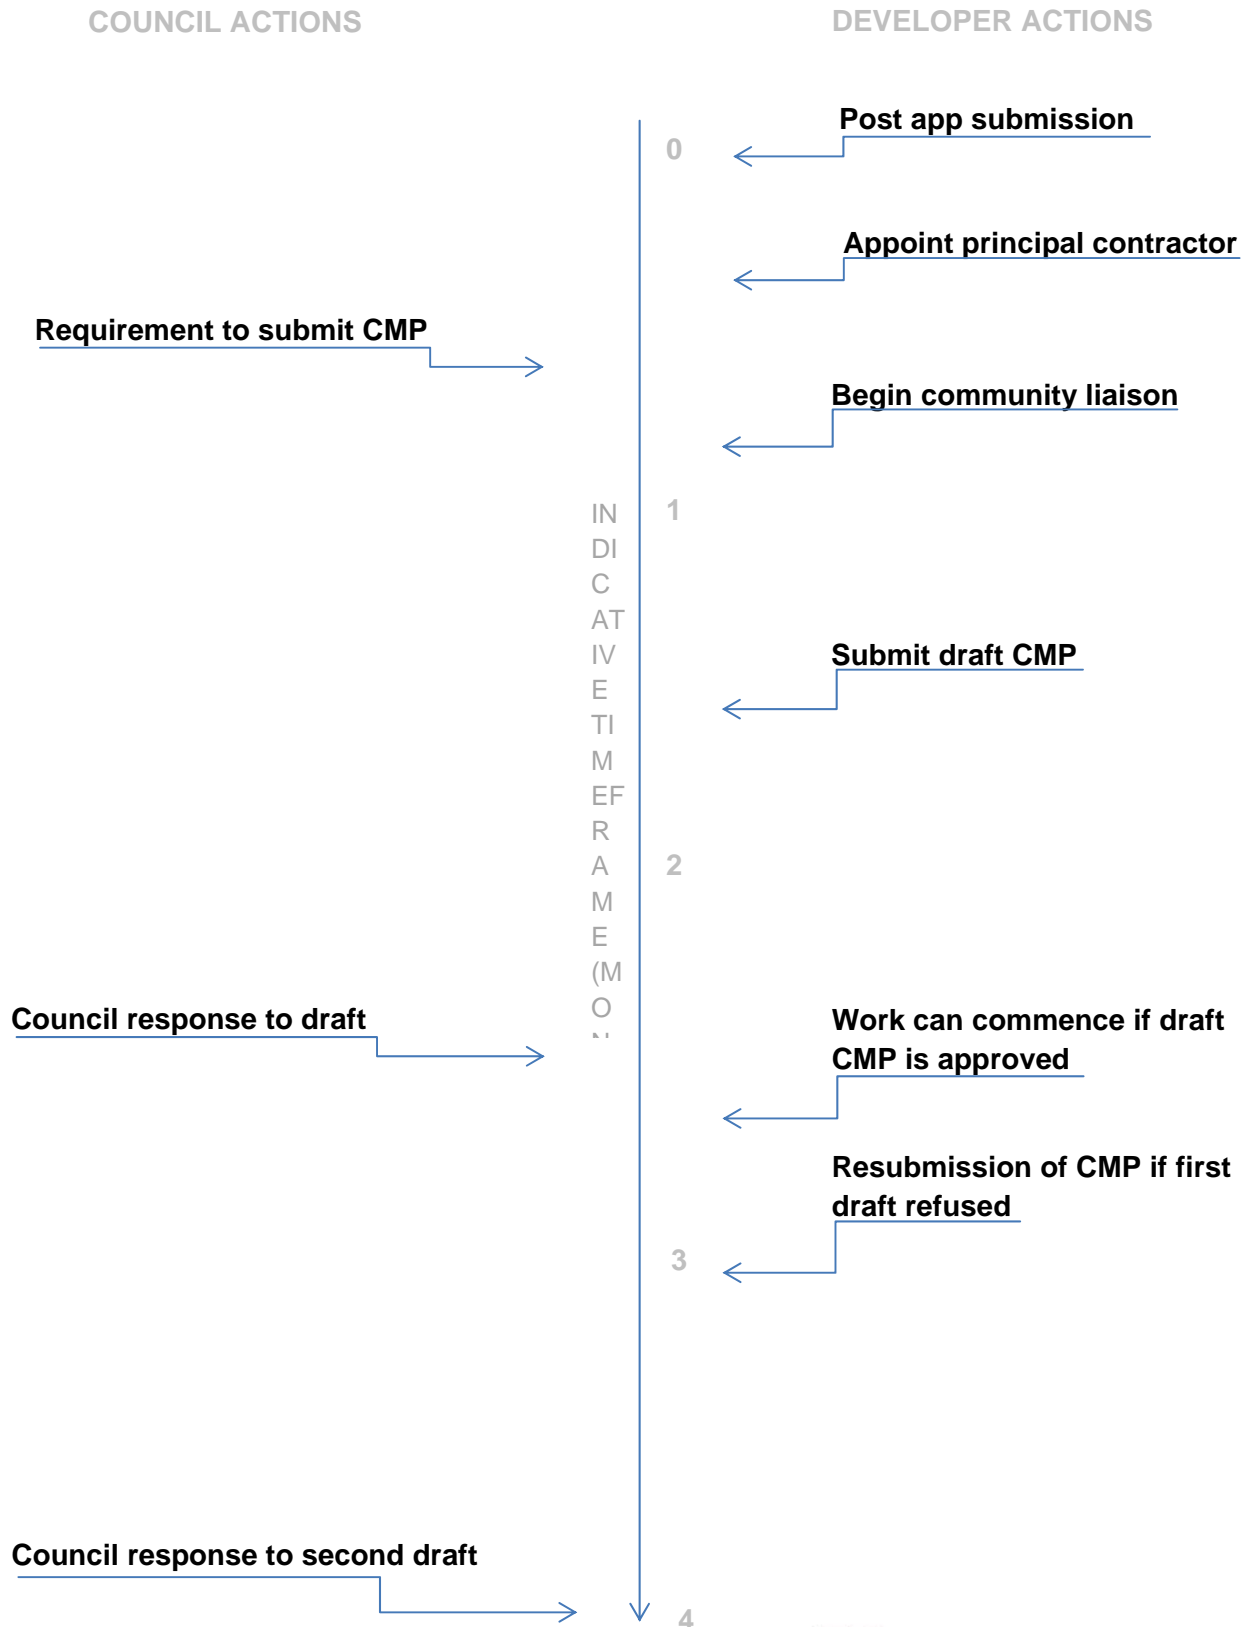 COUNCIL ACTIONS
DEVELOPER ACTIONS
Post app submission
0
Appoint principal contractor
Requirement to submit CMP
Begin community liaison
1
IN
DI
C
AT
IV
E
TI
M
EF
R
A
M
E
(M
O
Submit draft CMP
2
Council response to draft
Work can commence if draft
CMP is approved
Resubmission of CMP if first
draft refused
3
Council response to second draft
4